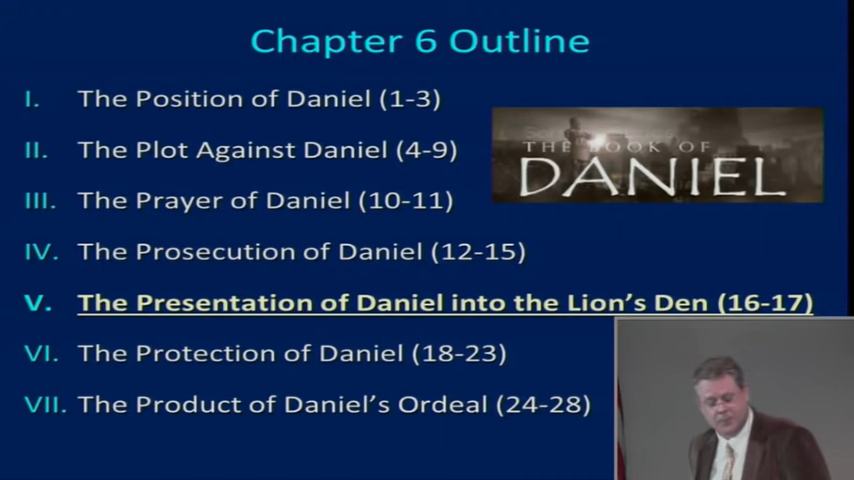 Chapter 6 Outline
I. The Position of Daniel (1-3)
II. The Plot Against Daniel (4-9)
III. The Prayer of Daniel (10-11)
IV. The Prosecution of Daniel (12-15)
V. The Presentation of Daniel into the Lion's Den (16-17)
VI. The Protection of Daniel (18-23)
VII. The Product of Daniel's Ordeal (24-28)
THE BOOK OF
DANIEL